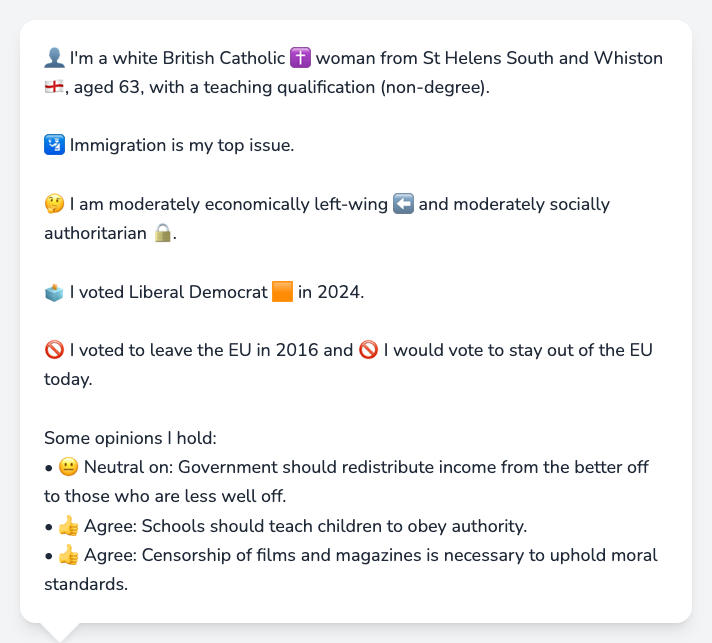 👤 I'm a white British Catholic ✝️ woman from St Helens South and Whiston
🏴󠁧󠁢󠁥󠁮󠁧󠁿, aged 63, with a teaching qualification (non-degree).
🛂 Immigration is my top issue.
🤔 I am moderately economically left-wing ⬅️ and moderately socially
authoritarian 🔒.
🗳️ I voted Liberal Democrat 🟧 in 2024.
🚫 I voted to leave the EU in 2016 and 🚫 I would vote to stay out of the EU
today.
Some opinions I hold:
• 😐 Neutral on: Government should redistribute income from the better off
to those who are less well off.
• 👍 Agree: Schools should teach children to obey authority.
• 👍 Agree: Censorship of films and magazines is necessary to uphold moral
standards.